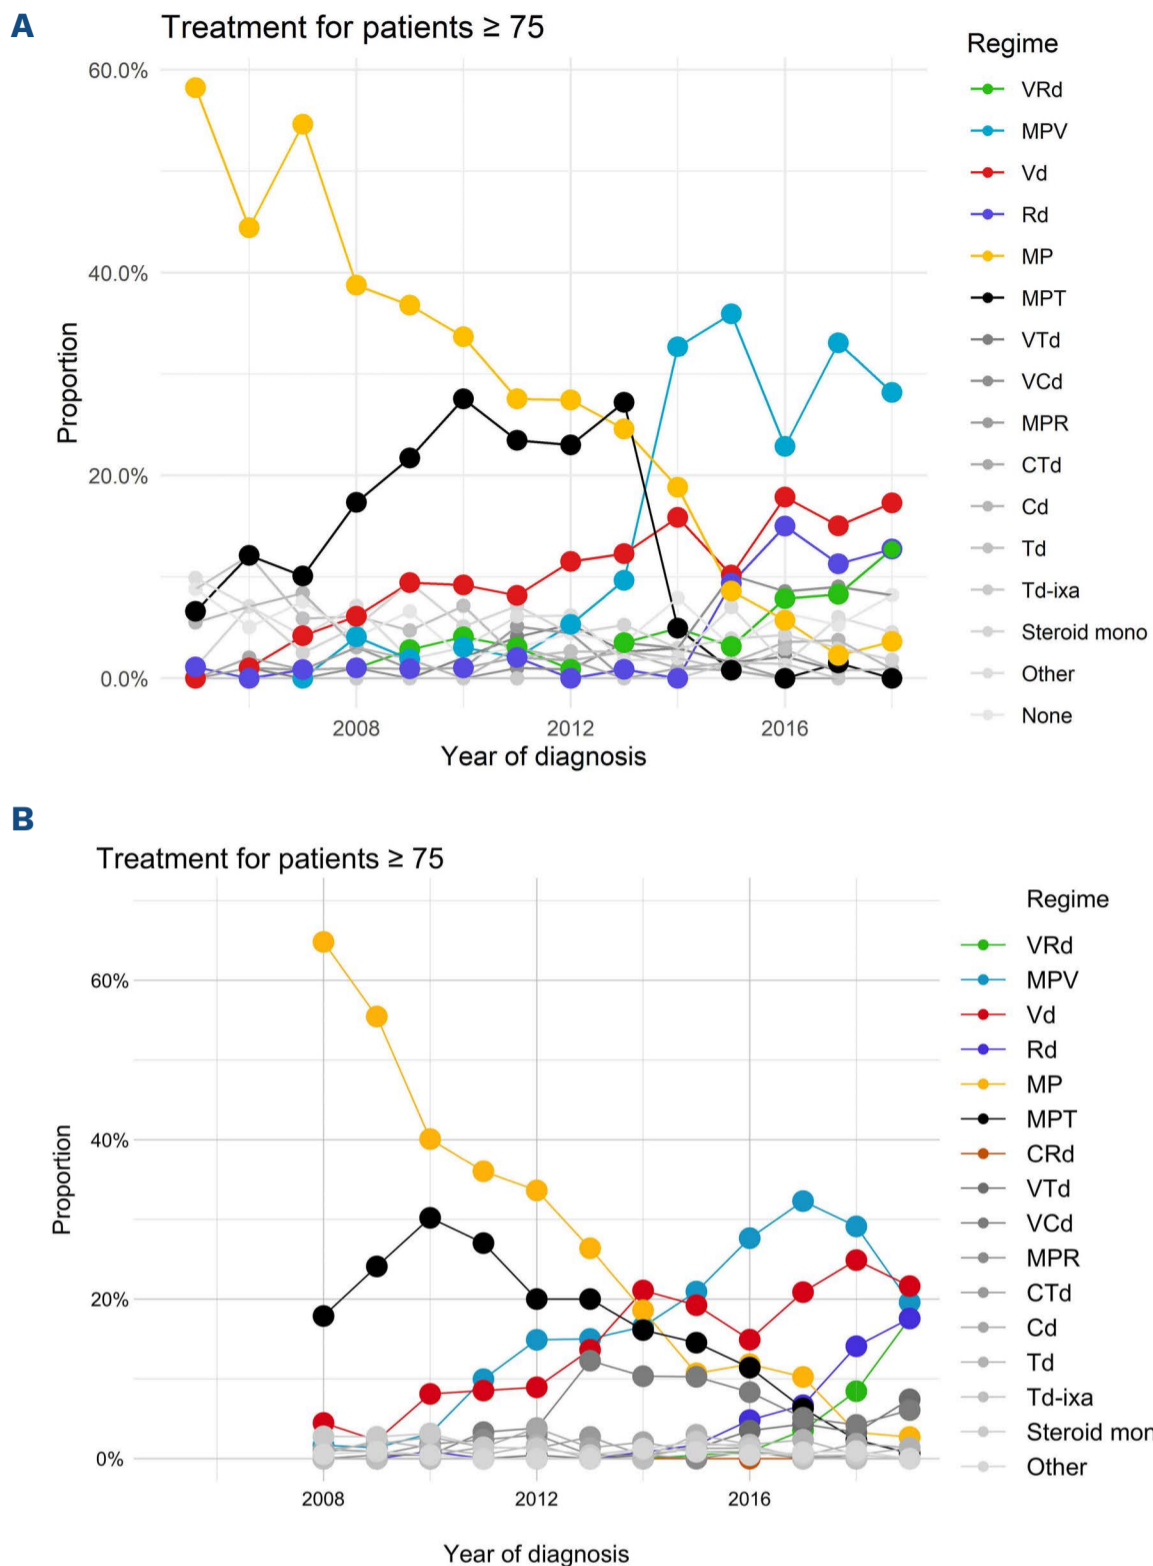 A
Treatment for patients ≥ 75
Regime
VRd
MPV
Vd
Rd
MP
MPT
VTd
VCd
MPR
CTd
Cd
Td
Td-ixa
Steroid mono
Other
None
60.0%
40.0%
20.0%
0.0%
Proportion
2008 2012 2016
Year of diagnosis
B
Treatment for patients ≥ 75
Regime
VRd
MPV
Vd
Rd
MP
MPT
CRd
VTd
VCd
MPR
CTd
Cd
Td
Td-ixa
Steroid mor
Other
60%
40%
20%
0%
Proportion
2008 2012 2016
Year of diagnosis